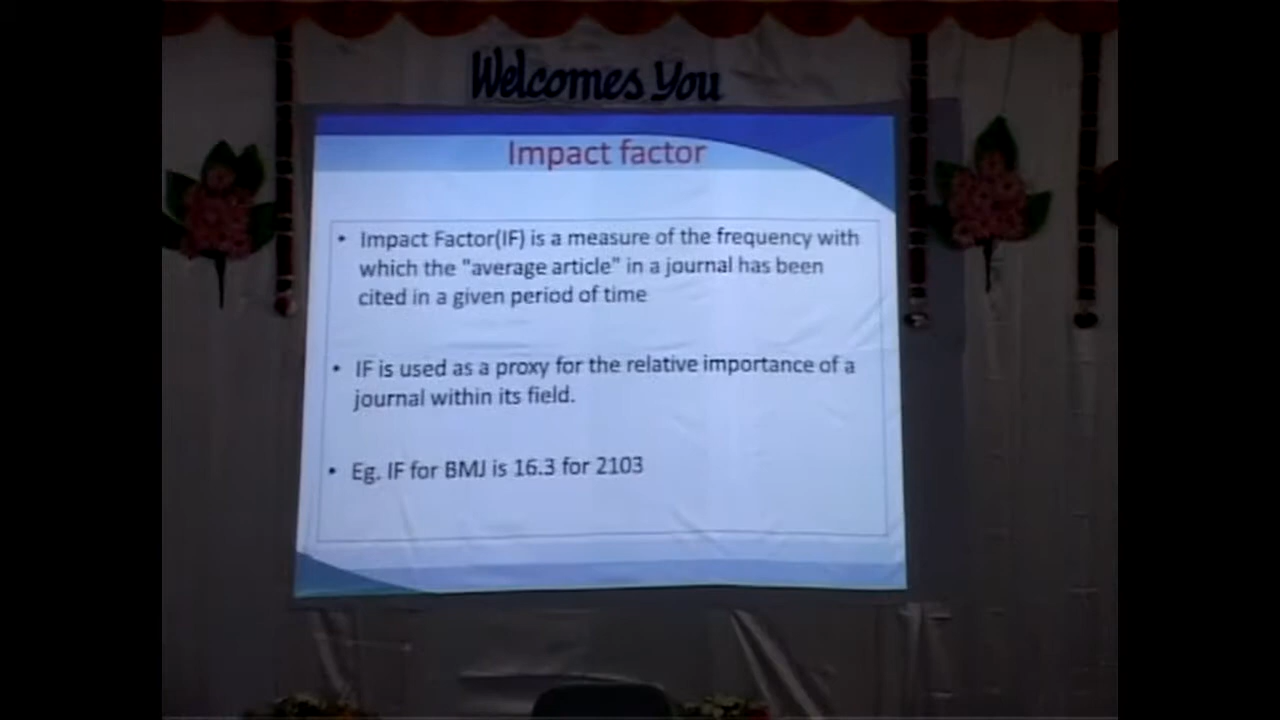 Welcomes You
Impact factor
• Impact Factor(IF) is a measure of the frequency with
which the "average article" in a journal has been
cited in a given period of time
• IF is used as a proxy for the relative importance of a
journal within its field.
• Eg. IF for BMJ is 16.3 for 2103